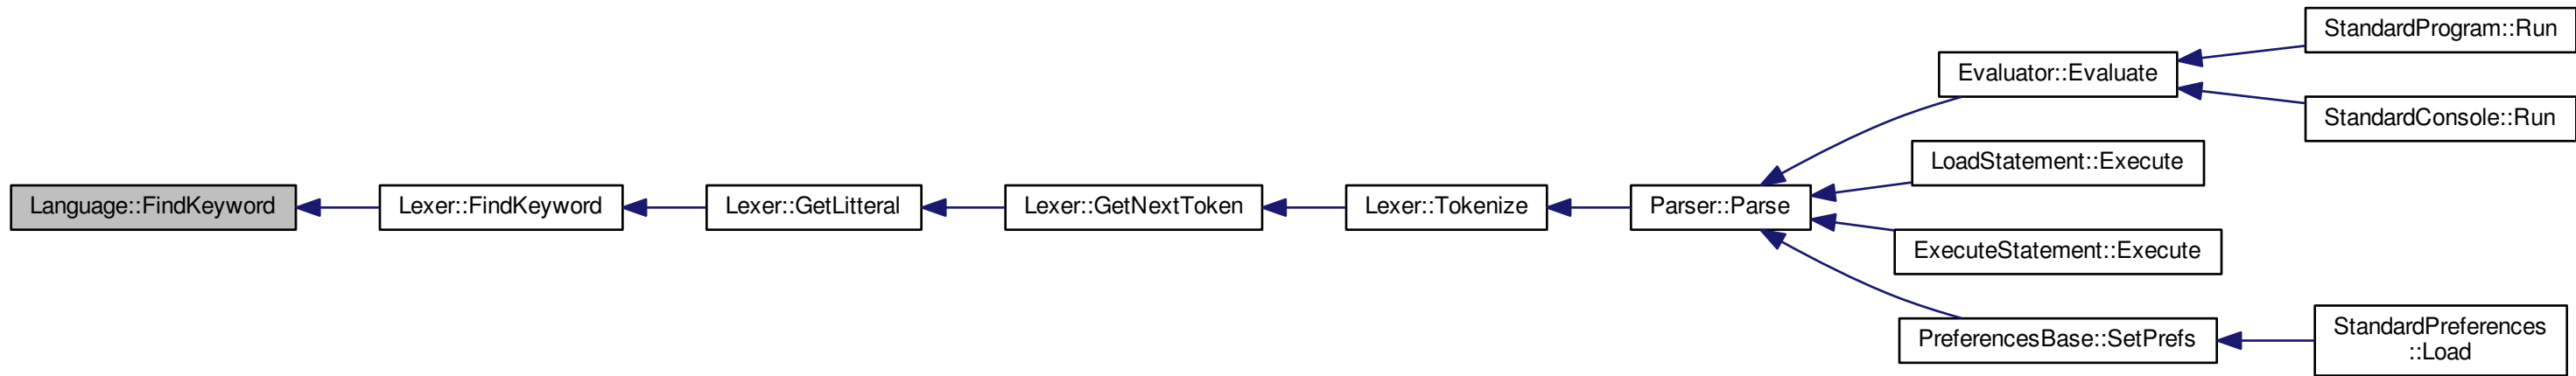 Language::FindKeyword
Lexer::FindKeyword
Lexer::GetLitteral
Lexer::GetNextToken
Lexer::Tokenize
Parser::Parse
Evaluator::Evaluate
StandardProgram::Run
StandardConsole::Run
LoadStatement::Execute
ExecuteStatement::Execute
PreferencesBase::SetPrefs
StandardPreferences
::Load